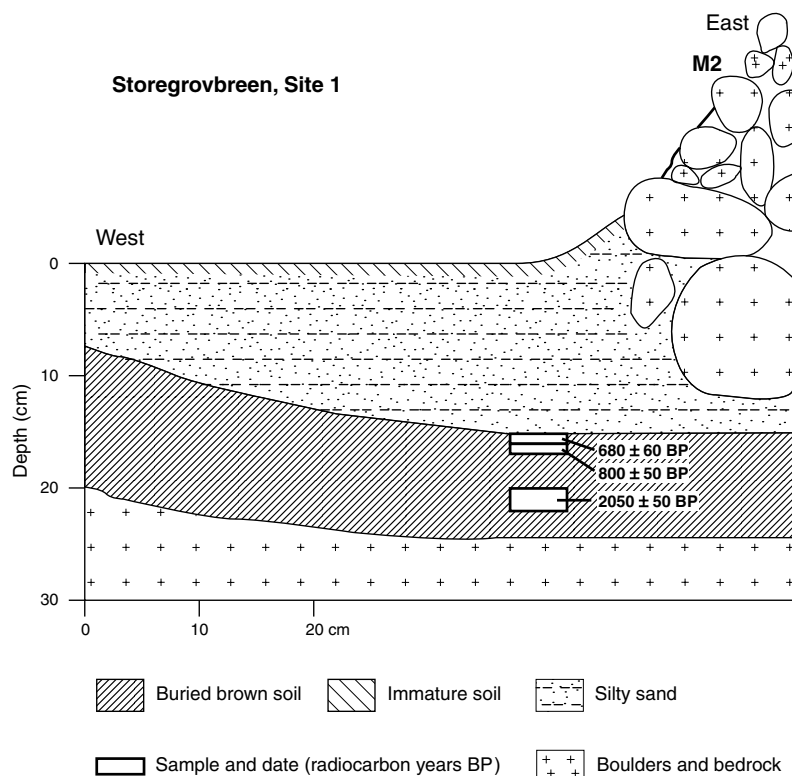 East
M2
Storegrovbreen, Site 1
West
0
10
20
30
Depth (cm)
680 ± 60 BP
800 ± 50 BP
2050 ± 50 BP
0 10 20 cm
Buried brown soil Immature soil Silty sand
Sample and date (radiocarbon years BP) Boulders and bedrock